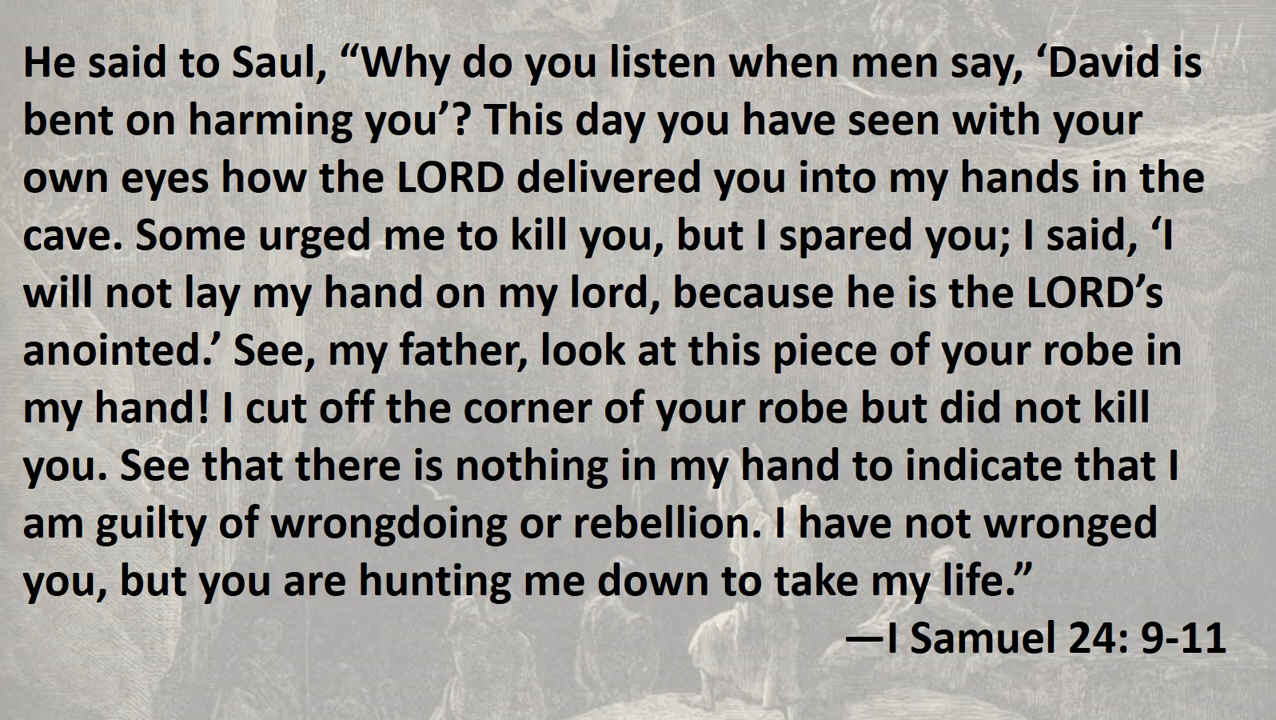 He said to Saul, “Why do you listen when men say, ‘David is
bent on harming you’? This day you have seen with your
own eyes how the LORD delivered you into my hands in the
cave. Some urged me to kill you, but I spared you; I said, ‘I
will not lay my hand on my lord, because he is the LORD’s
anointed.’ See, my father, look at this piece of your robe in
my hand! I cut off the corner of your robe but did not kill
you. See that there is nothing in my hand to indicate that I
am guilty of wrongdoing or rebellion. I have not wronged
you, but you are hunting me down to take my life.”
—I Samuel 24: 9-11